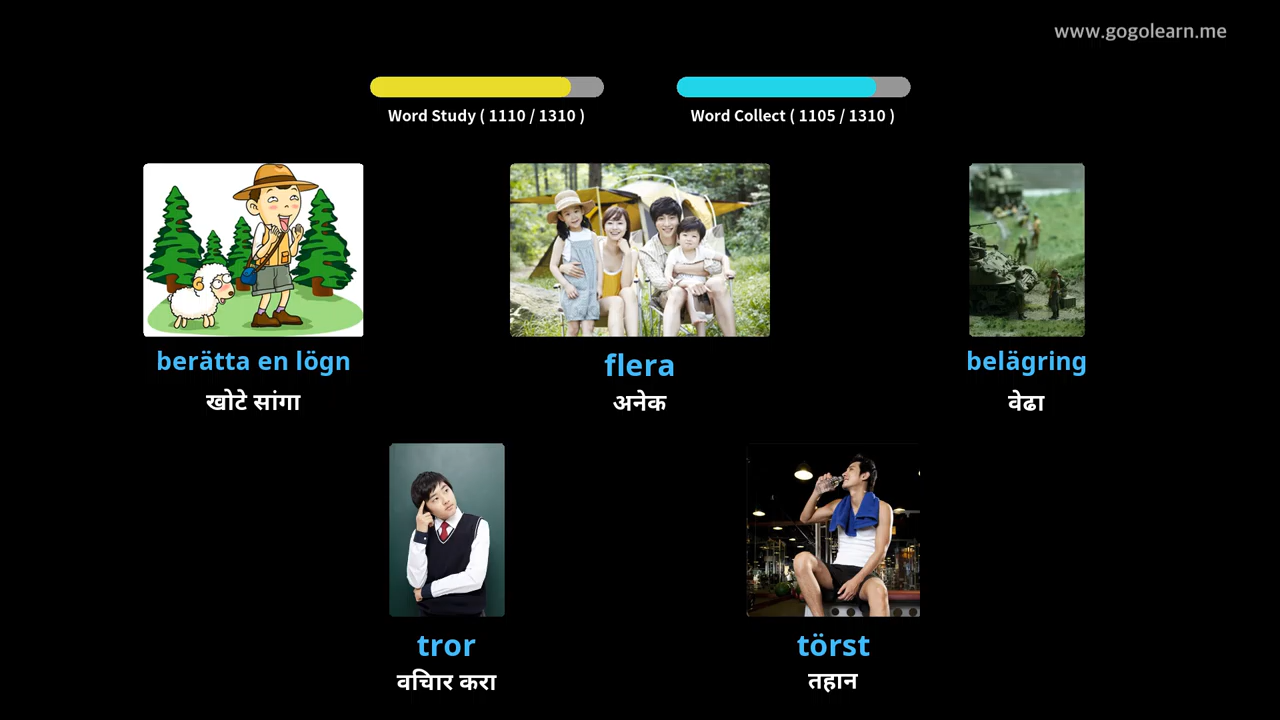 www.gogolearn.me
Word Study ( 1110 / 1310 )
Word Collect ( 1105 / 1310 )
berätta en lögn
खोटे सांगा
flera
अनेक
belägring
वेढा
tror
वचिार करा
törst
तहान